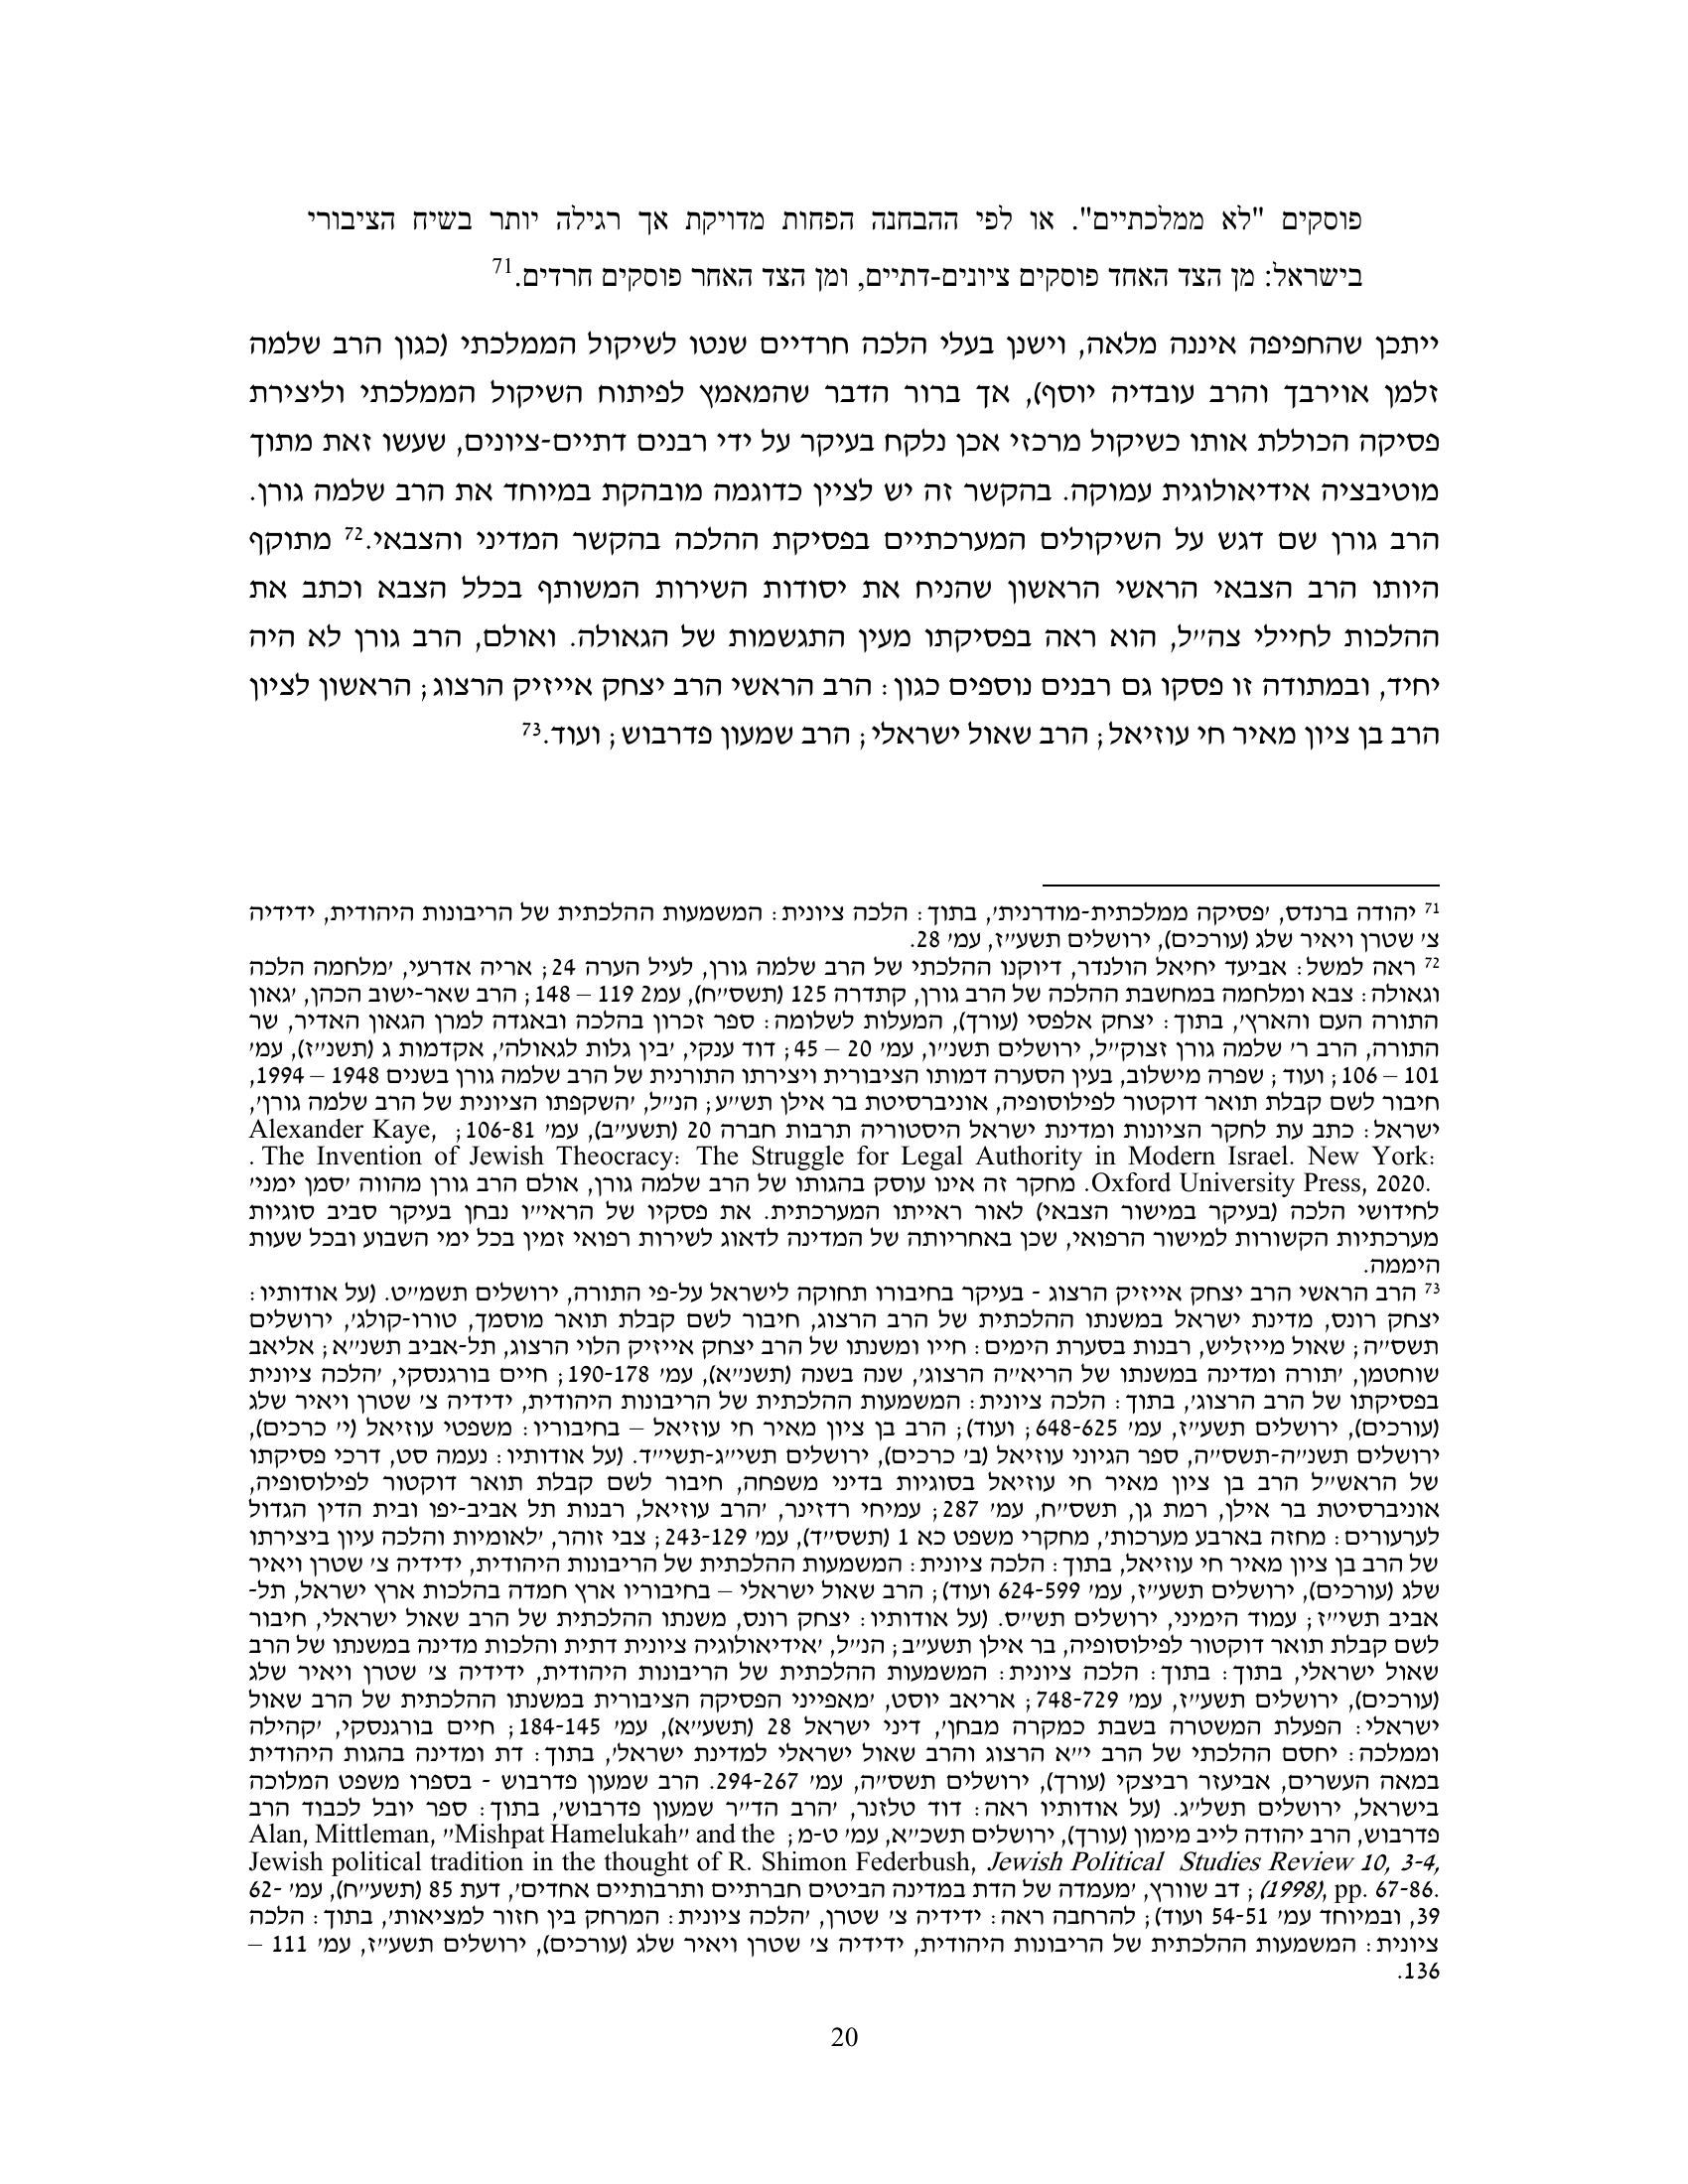 פוסקים "לא ממלכתיים". או לפי ההבחנה הפחות מדויקת אך רגילה יותר בשיח הציבורי
בישראל: מן הצד האחד פוסקים ציונים-דתיים, ומן הצד האחר פוסקים חרדים.71
ייתכן שהחפיפה איננה מלאה, וישנן בעלי הלכה חרדיים שנטו לשיקול הממלכתי (כגון הרב שלמה
זלמן אוירבך והרב עובדיה יוסף), אך ברור הדבר שהמאמץ לפיתוח השיקול הממלכתי וליצירת
פסיקה הכוללת אותו כשיקול מרכזי אכן נלקח בעיקר על ידי רבנים דתיים-ציונים, שעשו זאת מתוך
מוטיבציה אידיאולוגית עמוקה. בהקשר זה יש לציין כדוגמה מובהקת במיוחד את הרב שלמה גורן.
הרב גורן שם דגש על השיקולים המערכתיים בפסיקת ההלכה בהקשר המדיני והצבאי.72 מתוקף
היותו הרב הצבאי הראשי הראשון שהניח את יסודות השירות המשותף בכלל הצבא וכתב את
ההלכות לחיילי צה"ל, הוא ראה בפסיקתו מעין התגשמות של הגאולה. ואולם, הרב גורן לא היה
יחיד, ובמתודה זו פסקו גם רבנים נוספים כגון: הרב הראשי הרב יצחק אייזיק הרצוג; הראשון לציון
הרב בן ציון מאיר חי עוזיאל; הרב שאול ישראלי; הרב שמעון פדרבוש; ועוד.73
71 יהודה ברנדס, 'פסיקה ממלכתית-מודרנית', בתוך: הלכה ציונית: המשמעות ההלכתית של הריבונות היהודית, ידידיה
צ' שטרן ויאיר שלג (עורכים), ירושלים תשע"ז, עמ' 28.
72 ראה למשל: אביעד יחיאל הולנדר, דיוקנו ההלכתי של הרב שלמה גורן, לעיל הערה 24; אריה אדרעי, 'מלחמה הלכה
וגאולה: צבא ומלחמה במחשבת ההלכה של הרב גורן, קתדרה 125 (תשס"ח), עמ2 119 – 148; הרב שאר-ישוב הכהן, 'גאון
התורה העם והארץ', בתוך: יצחק אלפסי (עורך), המעלות לשלומה: ספר זכרון בהלכה ובאגדה למרן הגאון האדיר, שר
התורה, הרב ר' שלמה גורן זצוק"ל, ירושלים תשנ"ו, עמ' 20 – 45; דוד ענקי, 'בין גלות לגאולה', אקדמות ג (תשנ"ז), עמ'
101 – 106; ועוד; שפרה מישלוב, בעין הסערה דמותו הציבורית ויצירתו התורנית של הרב שלמה גורן בשנים 1948 – 1994,
חיבור לשם קבלת תואר דוקטור לפילוסופיה, אוניברסיטת בר אילן תש"ע; הנ"ל, 'השקפתו הציונית של הרב שלמה גורן',
ישראל: כתב עת לחקר הציונות ומדינת ישראל היסטוריה תרבות חברה 20 (תשע"ב), עמ' 106-81; Alexander Kaye,
. The Invention of Jewish Theocracy: The Struggle for Legal Authority in Modern Israel. New York:
Oxford University Press, 2020. מחקר זה אינו עוסק בהגותו של הרב שלמה גורן, אולם הרב גורן מהווה 'סמן ימני'
לחידושי הלכה (בעיקר במישור הצבאי) לאור ראייתו המערכתית. את פסקיו של הראי"ו נבחן בעיקר סביב סוגיות
מערכתיות הקשורות למישור הרפואי, שכן באחריותה של המדינה לדאוג לשירות רפואי זמין בכל ימי השבוע ובכל שעות
היממה.
73 הרב הראשי הרב יצחק אייזיק הרצוג - בעיקר בחיבורו תחוקה לישראל על-פי התורה, ירושלים תשמ"ט. (על אודותיו:
יצחק רונס, מדינת ישראל במשנתו ההלכתית של הרב הרצוג, חיבור לשם קבלת תואר מוסמך, טורו-קולג', ירושלים
תשס"ה; שאול מייזליש, רבנות בסערת הימים: חייו ומשנתו של הרב יצחק אייזיק הלוי הרצוג, תל-אביב תשנ"א; אליאב
שוחטמן, 'תורה ומדינה במשנתו של הריא"ה הרצוג', שנה בשנה (תשנ"א), עמ' 190-178; חיים בורגנסקי, 'הלכה ציונית
בפסיקתו של הרב הרצוג', בתוך: הלכה ציונית: המשמעות ההלכתית של הריבונות היהודית, ידידיה צ' שטרן ויאיר שלג
(עורכים), ירושלים תשע"ז, עמ' 648-625; ועוד); הרב בן ציון מאיר חי עוזיאל – בחיבוריו: משפטי עוזיאל (י' כרכים),
ירושלים תשנ"ה-תשס"ה, ספר הגיוני עוזיאל (ב' כרכים), ירושלים תשי"ג-תשי"ד. (על אודותיו: נעמה סט, דרכי פסיקתו
של הראש"ל הרב בן ציון מאיר חי עוזיאל בסוגיות בדיני משפחה, חיבור לשם קבלת תואר דוקטור לפילוסופיה,
אוניברסיטת בר אילן, רמת גן, תשס"ח, עמ' 287; עמיחי רדזינר, 'הרב עוזיאל, רבנות תל אביב-יפו ובית הדין הגדול
לערעורים: מחזה בארבע מערכות', מחקרי משפט כא 1 (תשס"ד), עמ' 243-129; צבי זוהר, 'לאומיות והלכה עיון ביצירתו
של הרב בן ציון מאיר חי עוזיאל, בתוך: הלכה ציונית: המשמעות ההלכתית של הריבונות היהודית, ידידיה צ' שטרן ויאיר
שלג (עורכים), ירושלים תשע"ז, עמ' 624-599 ועוד); הרב שאול ישראלי – בחיבוריו ארץ חמדה בהלכות ארץ ישראל, תל-
אביב תשי"ז; עמוד הימיני, ירושלים תש"ס. (על אודותיו: יצחק רונס, משנתו ההלכתית של הרב שאול ישראלי, חיבור
לשם קבלת תואר דוקטור לפילוסופיה, בר אילן תשע"ב; הנ"ל, 'אידיאולוגיה ציונית דתית והלכות מדינה במשנתו של הרב
שאול ישראלי, בתוך: בתוך: הלכה ציונית: המשמעות ההלכתית של הריבונות היהודית, ידידיה צ' שטרן ויאיר שלג
(עורכים), ירושלים תשע"ז, עמ' 748-729; אריאב יוסט, 'מאפייני הפסיקה הציבורית במשנתו ההלכתית של הרב שאול
ישראלי: הפעלת המשטרה בשבת כמקרה מבחן', דיני ישראל 28 (תשע"א), עמ' 184-145; חיים בורגנסקי, 'קהילה
וממלכה: יחסם ההלכתי של הרב י"א הרצוג והרב שאול ישראלי למדינת ישראל', בתוך: דת ומדינה בהגות היהודית
במאה העשרים, אביעזר רביצקי (עורך), ירושלים תשס"ה, עמ' 294-267. הרב שמעון פדרבוש - בספרו משפט המלוכה
בישראל, ירושלים תשל"ג. (על אודותיו ראה: דוד טלזנר, 'הרב הד"ר שמעון פדרבוש', בתוך: ספר יובל לכבוד הרב
פדרבוש, הרב יהודה לייב מימון (עורך), ירושלים תשכ"א, עמ' ט-מ; Alan, Mittleman, "Mishpat Hamelukah" and the
Jewish political tradition in the thought of R. Shimon Federbush, Jewish Political Studies Review 10, 3-4,
(1998), pp. 67-86. ; דב שוורץ, 'מעמדה של הדת במדינה הביטים חברתיים ותרבותיים אחדים', דעת 85 (תשע"ח), עמ' 62-
39, ובמיוחד עמ' 54-51 ועוד); להרחבה ראה: ידידיה צ' שטרן, 'הלכה ציונית: המרחק בין חזור למציאות', בתוך: הלכה
ציונית: המשמעות ההלכתית של הריבונות היהודית, ידידיה צ' שטרן ויאיר שלג (עורכים), ירושלים תשע"ז, עמ' 111 –
136.
20